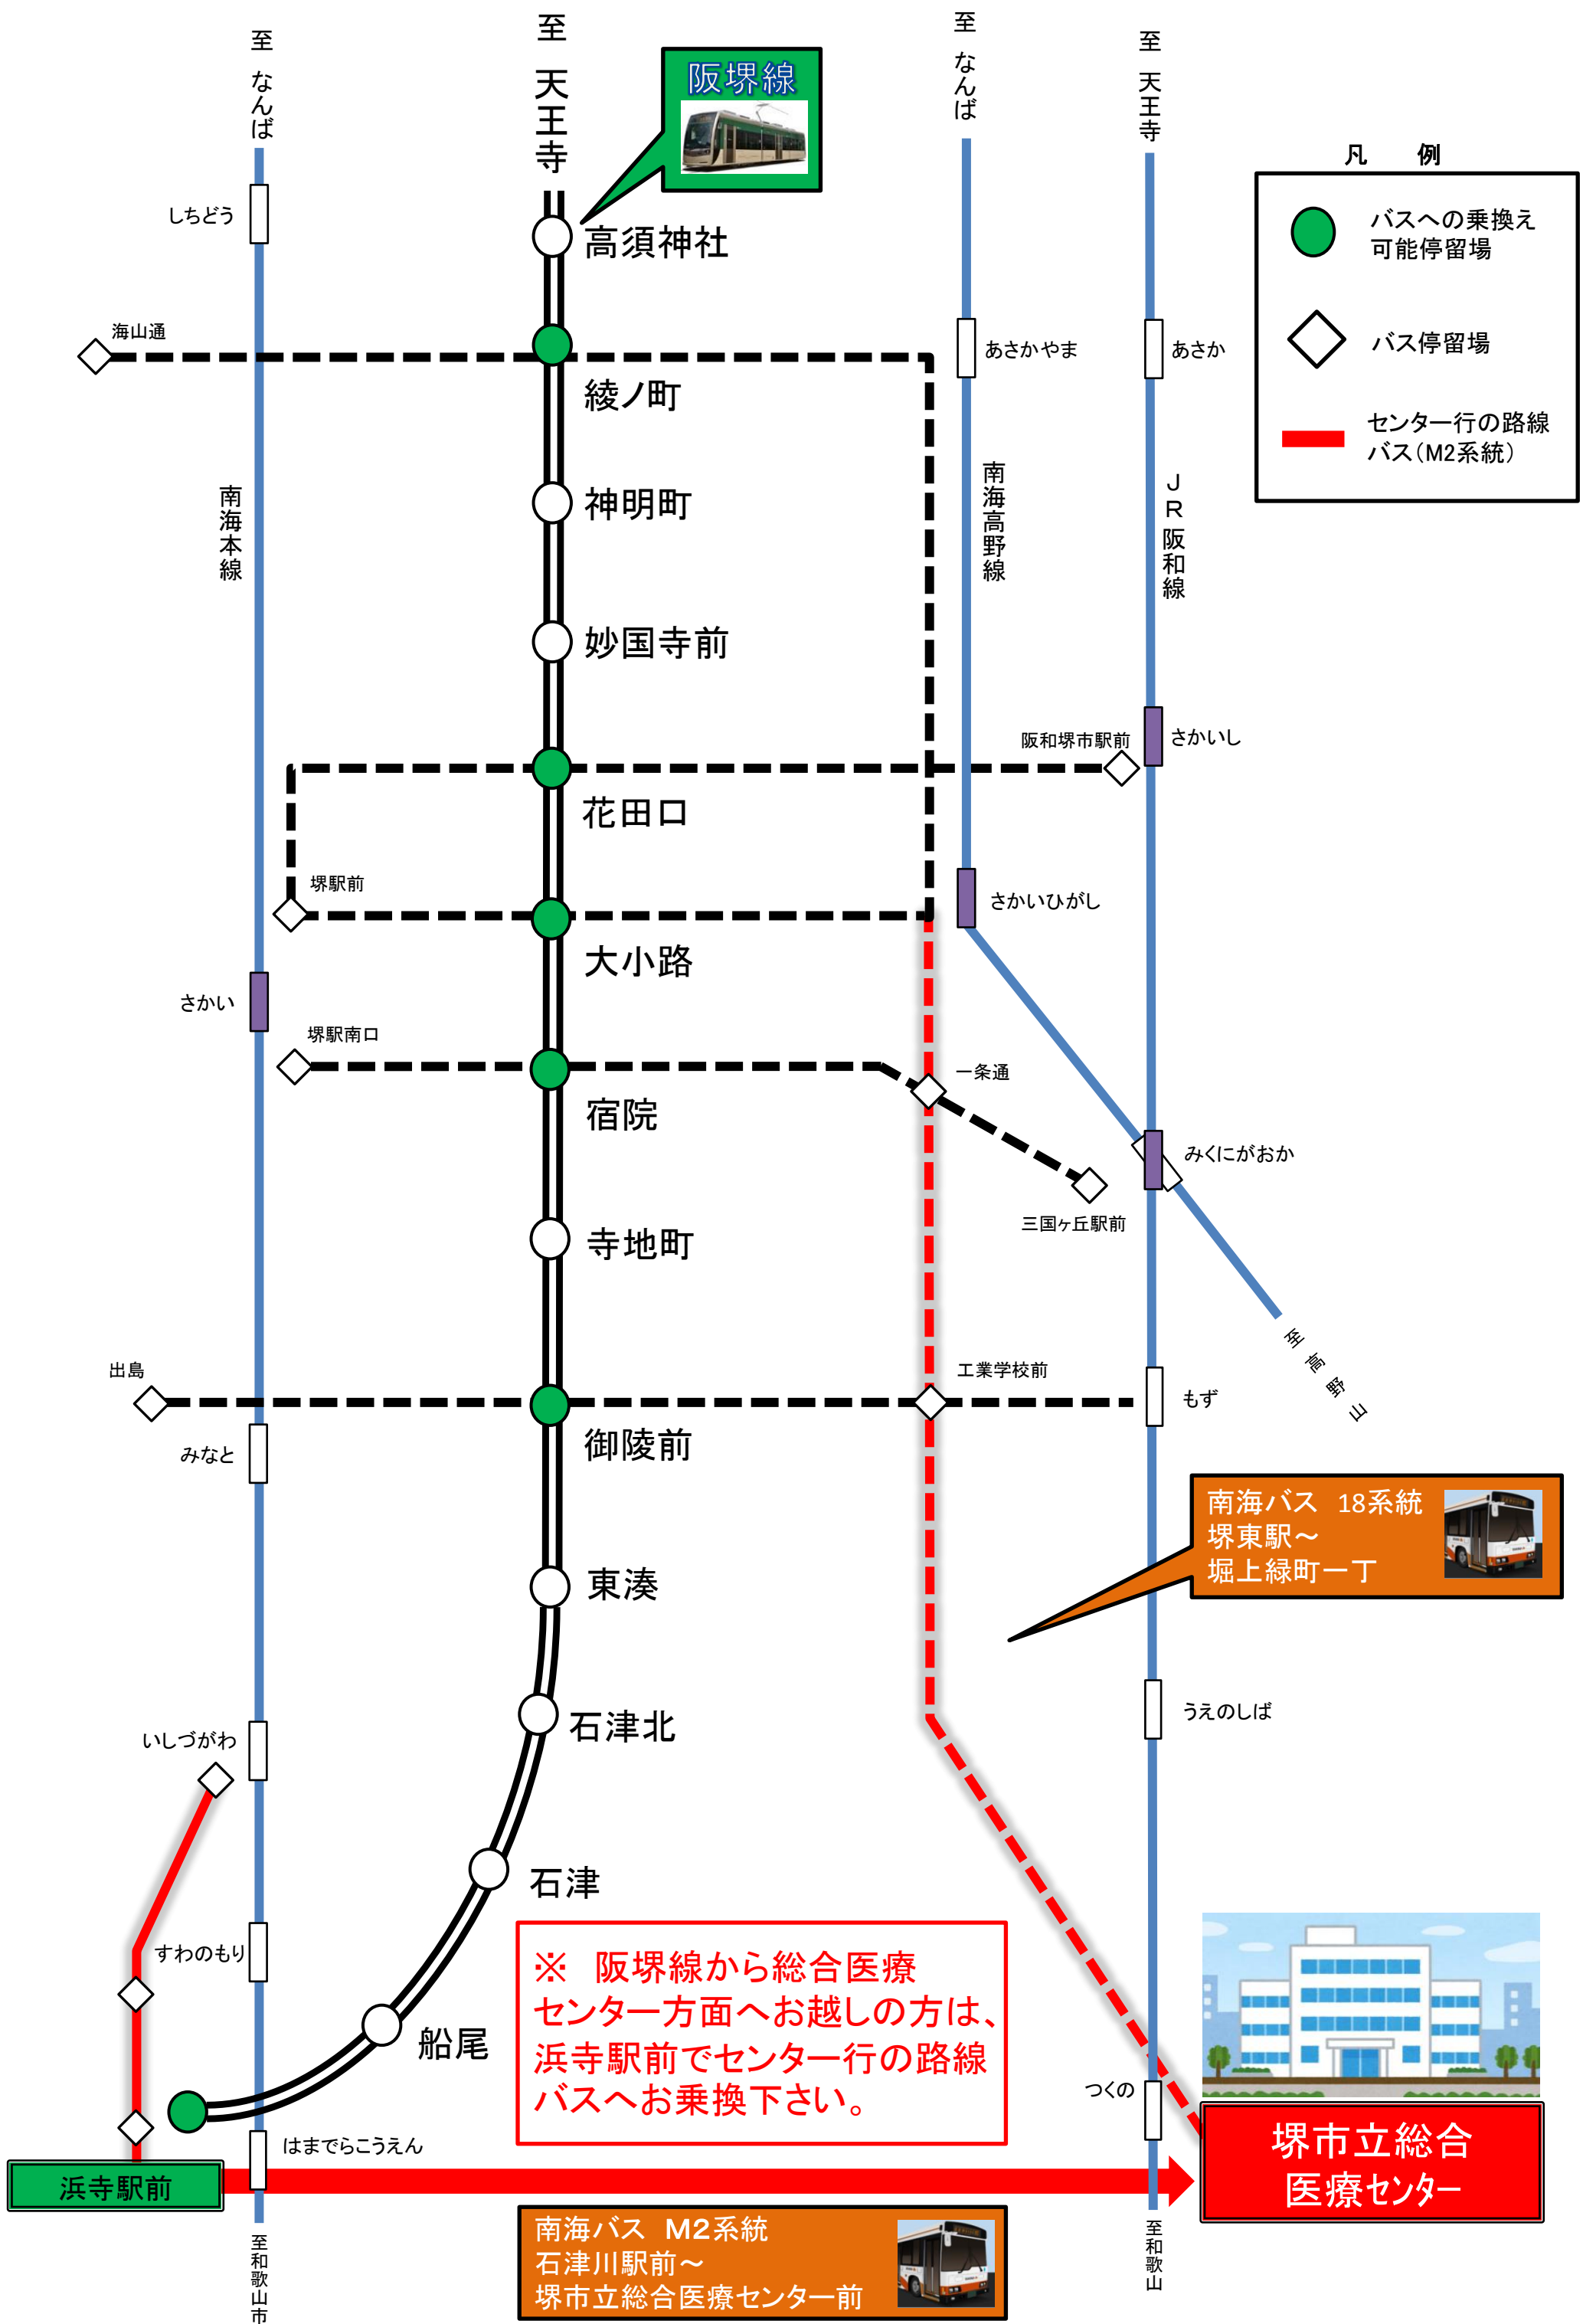 至 なんば
至 天王寺
阪堺線
至 なんば
至 天王寺
凡 例
バスへの乗換え
可能停留場
バス停留場
センター行の路線
バス(M2系統)
しちどう
高須神社
海山通
綾ノ町
あさかやま
あさか
南海本線
神明町
南海高野線
JR阪和線
妙国寺前
阪和堺市駅前
さかいし
花田口
堺駅前
さかいひがし
大小路
さかい
堺駅南口
一条通
宿院
みくにがおか
三国ヶ丘駅前
寺地町
至高野山
出島
工業学校前
もず
御陵前
みなと
南海バス 18系統
堺東駅~
堀上緑町一丁
東湊
石津北
うえのしば
いしづがわ
石津
すわのもり
※ 阪堺線から総合医療
センター方面へお越しの方は、
浜寺駅前でセンター行の路線
バスへお乗換下さい。
船尾
つくの
はまでらこうえん
浜寺駅前
堺市立総合
医療センター
南海バス M2系統
石津川駅前~
堺市立総合医療センター前
至和歌山市
至和歌山